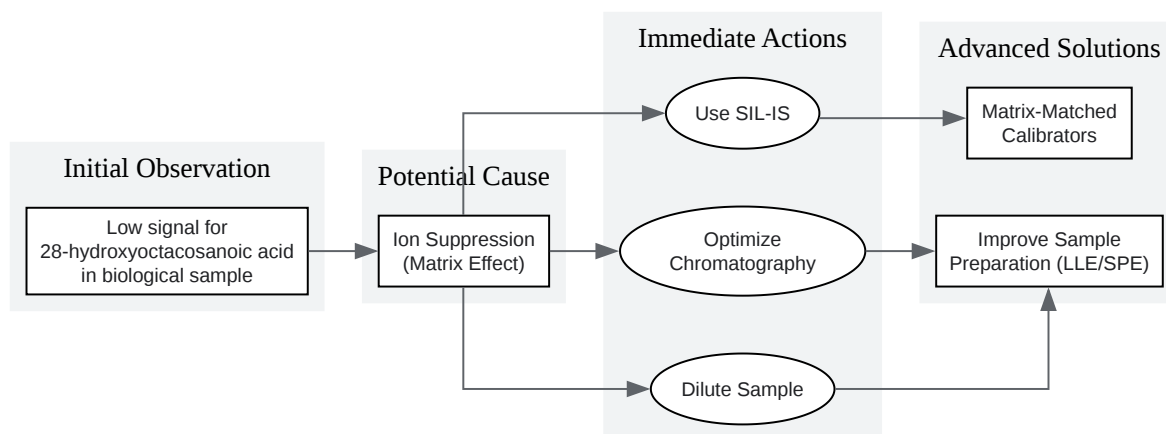 Initial Observation
Low signal for
28-hydroxyoctacosanoic acid
in biological sample
Potential Cause
Ion Suppression
(Matrix Effect)
Immediate Actions
Use SIL-IS
Optimize
Chromatography
Dilute Sample
Advanced Solutions
Matrix-Matched
Calibrators
Improve Sample
Preparation (LLE/SPE)